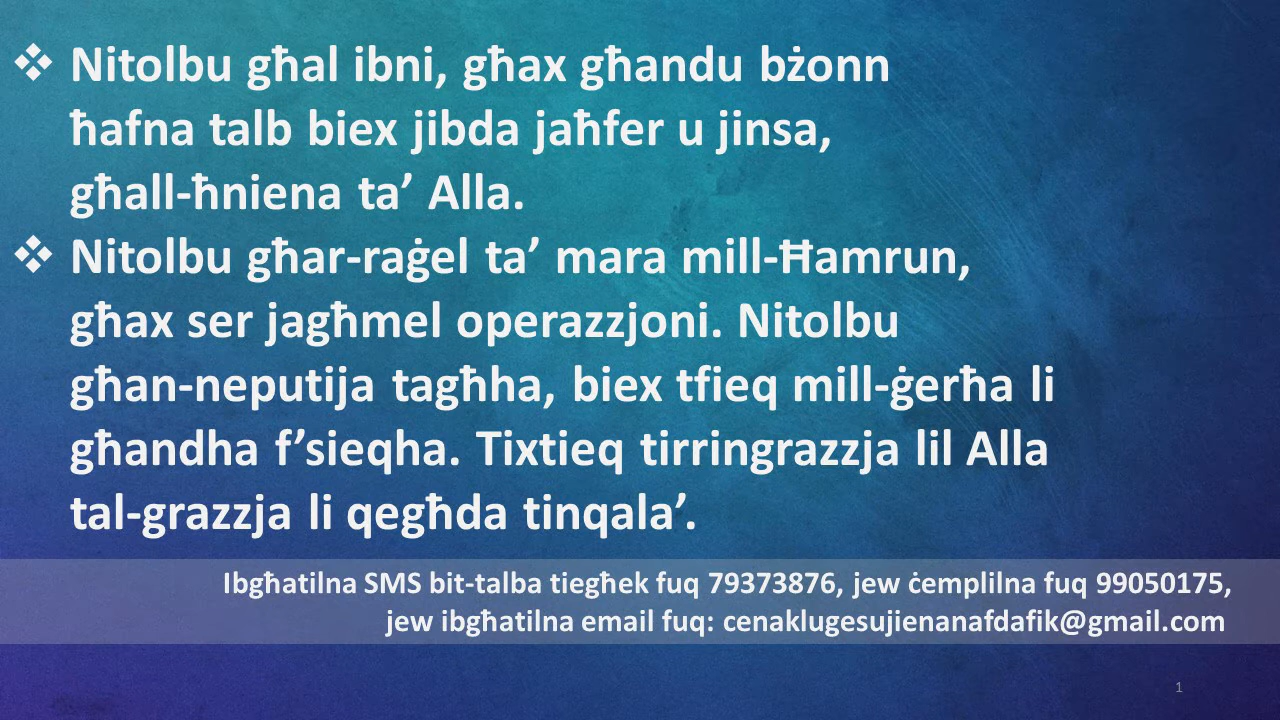 ❖ Nitolbu għal ibni, għax għandu bżonn
ħafna talb biex jibda jaħfer u jinsa,
għall-ħniena ta’ Alla.
❖ Nitolbu għar-raġel ta’ mara mill-Ħamrun,
għax ser jagħmel operazzjoni. Nitolbu
għan-neputija tagħha, biex tfieq mill-ġerħa li
għandha f’sieqha. Tixtieq tirringrazzja lil Alla
tal-grazzja li qegħda tinqala’.
Ibgħatilna SMS bit-talba tiegħek fuq 79373876, jew ċemplilna fuq 99050175,
jew ibgħatilna email fuq: cenaklugesujienanafdafik@gmail.com
1